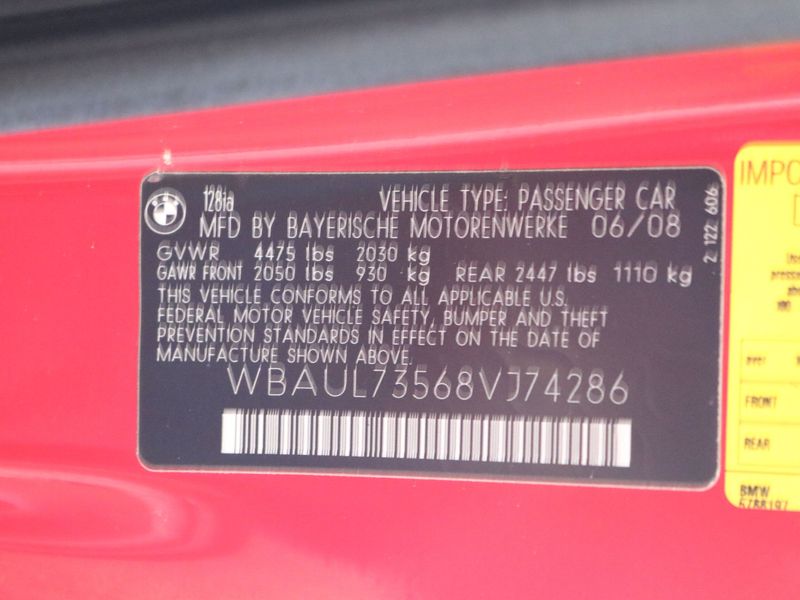 128ia VEHICLE TYPE: PASSENGER CAR
MFD BY BAYERISCHE MOTORENWERKE 06/08
GVWR 4475 lbs 2030 kg
GAWR FRONT 2050 lbs 930 kg REAR 2447 lbs 1110 kg
THIS VEHICLE CONFORMS TO ALL APPLICABLE U.S.
FEDERAL MOTOR VEHICLE SAFETY, BUMPER AND THEFT
PREVENTION STANDARDS IN EFFECT ON THE DATE OF
MANUFACTURE SHOWN ABOVE.
WBAUL73568VJ74286
2 122 606
IMPO
FRONT
REAR
BMW